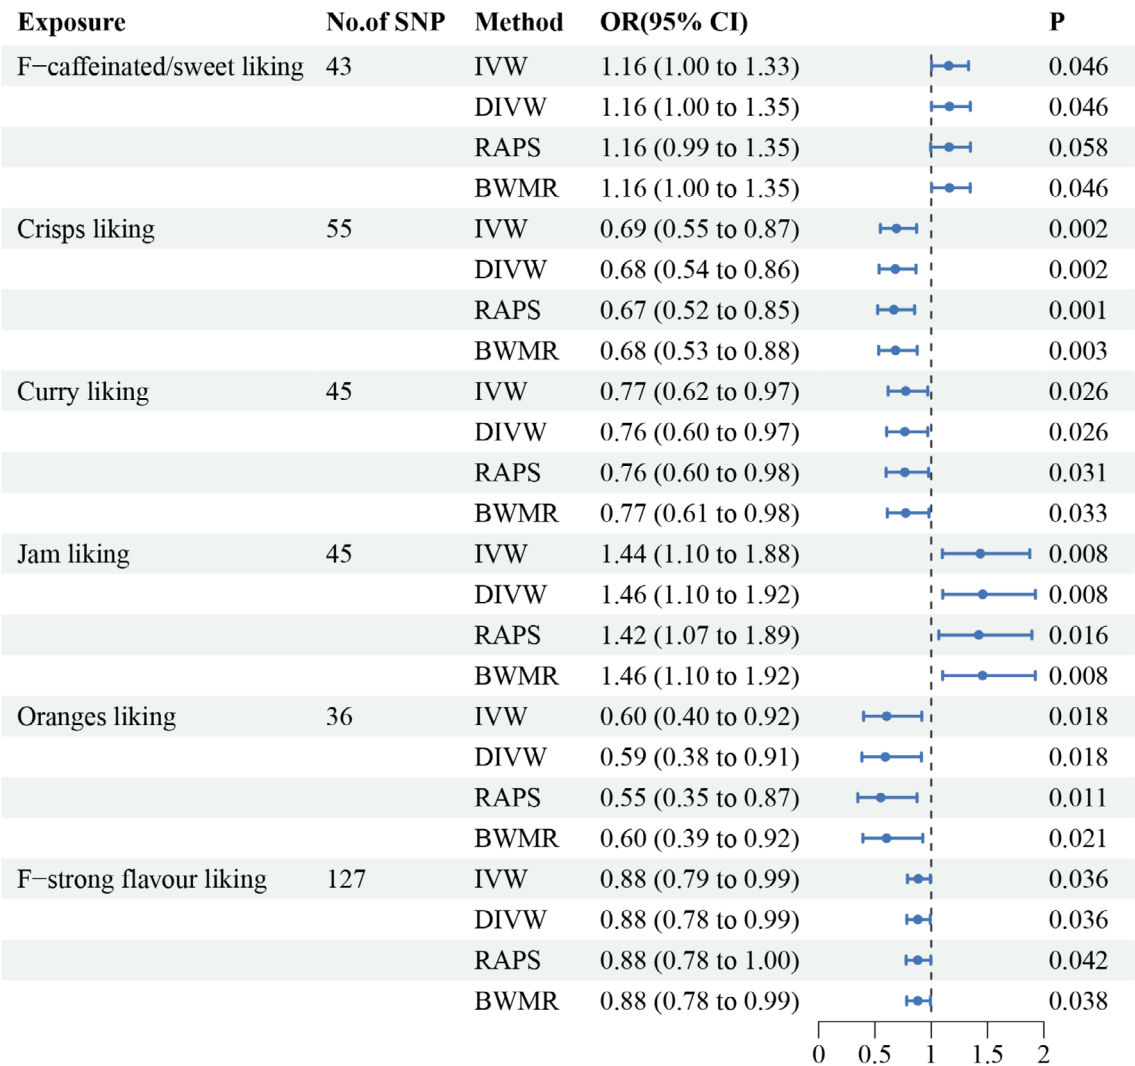 Exposure No.of SNP Method OR(95% CI) P
F−caffeinated/sweet liking 43 IVW 1.16 (1.00 to 1.33) 0.046
DIVW 1.16 (1.00 to 1.35) 0.046
RAPS 1.16 (0.99 to 1.35) 0.058
BWMR 1.16 (1.00 to 1.35) 0.046
Crisps liking 55 IVW 0.69 (0.55 to 0.87) 0.002
DIVW 0.68 (0.54 to 0.86) 0.002
RAPS 0.67 (0.52 to 0.85) 0.001
BWMR 0.68 (0.53 to 0.88) 0.003
Curry liking 45 IVW 0.77 (0.62 to 0.97) 0.026
DIVW 0.76 (0.60 to 0.97) 0.026
RAPS 0.76 (0.60 to 0.98) 0.031
BWMR 0.77 (0.61 to 0.98) 0.033
Jam liking 45 IVW 1.44 (1.10 to 1.88) 0.008
DIVW 1.46 (1.10 to 1.92) 0.008
RAPS 1.42 (1.07 to 1.89) 0.016
BWMR 1.46 (1.10 to 1.92) 0.008
Oranges liking 36 IVW 0.60 (0.40 to 0.92) 0.018
DIVW 0.59 (0.38 to 0.91) 0.018
RAPS 0.55 (0.35 to 0.87) 0.011
BWMR 0.60 (0.39 to 0.92) 0.021
F−strong flavour liking 127 IVW 0.88 (0.79 to 0.99) 0.036
DIVW 0.88 (0.78 to 0.99) 0.036
RAPS 0.88 (0.78 to 1.00) 0.042
BWMR 0.88 (0.78 to 0.99) 0.038
0 0.5 1 1.5 2